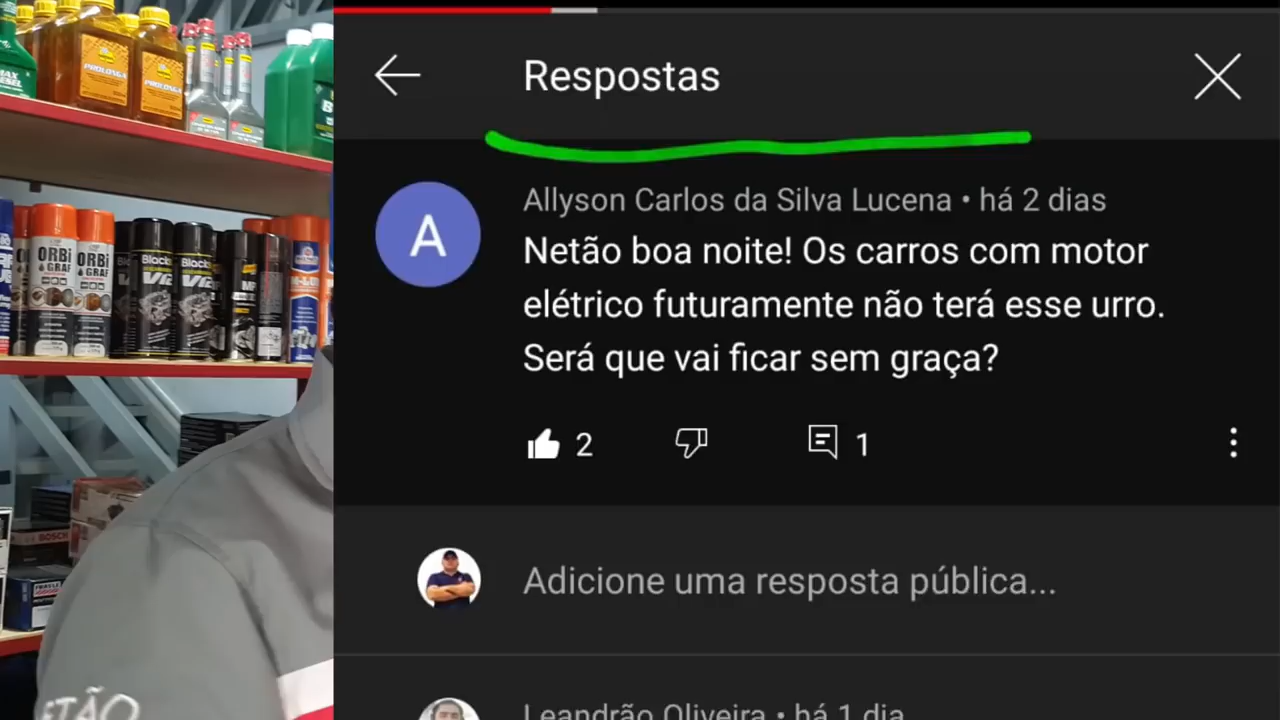 Respostas
Allyson Carlos da Silva Lucena • há 2 dias
Netão boa noite! Os carros com motor
elétrico futuramente não terá esse urro.
Será que vai ficar sem graça?
2
1
Adicione uma resposta pública...
Leandrão Oliveira • há 1 dia
PROLONGA
PROLONGA
ORBI
GRAF
ORBI
GRAF
BOSCH
ETÃO